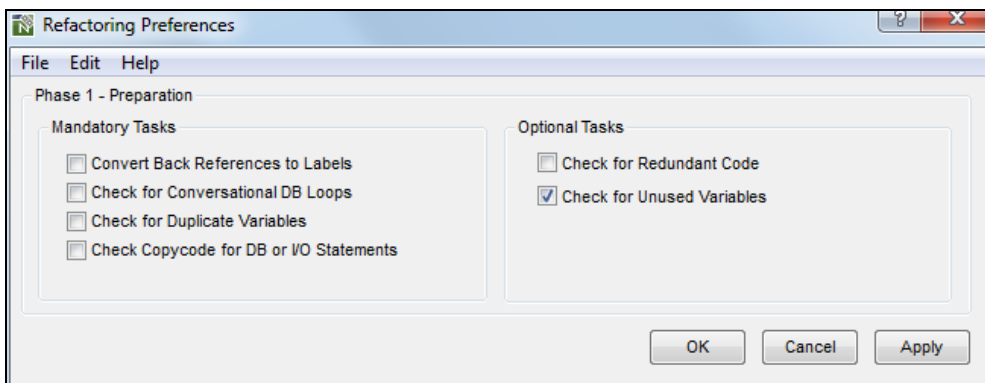 Refactoring Preferences
? X
File Edit Help
Phase 1 - Preparation
Mandatory Tasks
Convert Back References to Labels
Check for Conversational DB Loops
Check for Duplicate Variables
Check Copycode for DB or I/O Statements
Optional Tasks
Check for Redundant Code
Check for Unused Variables
OK Cancel Apply